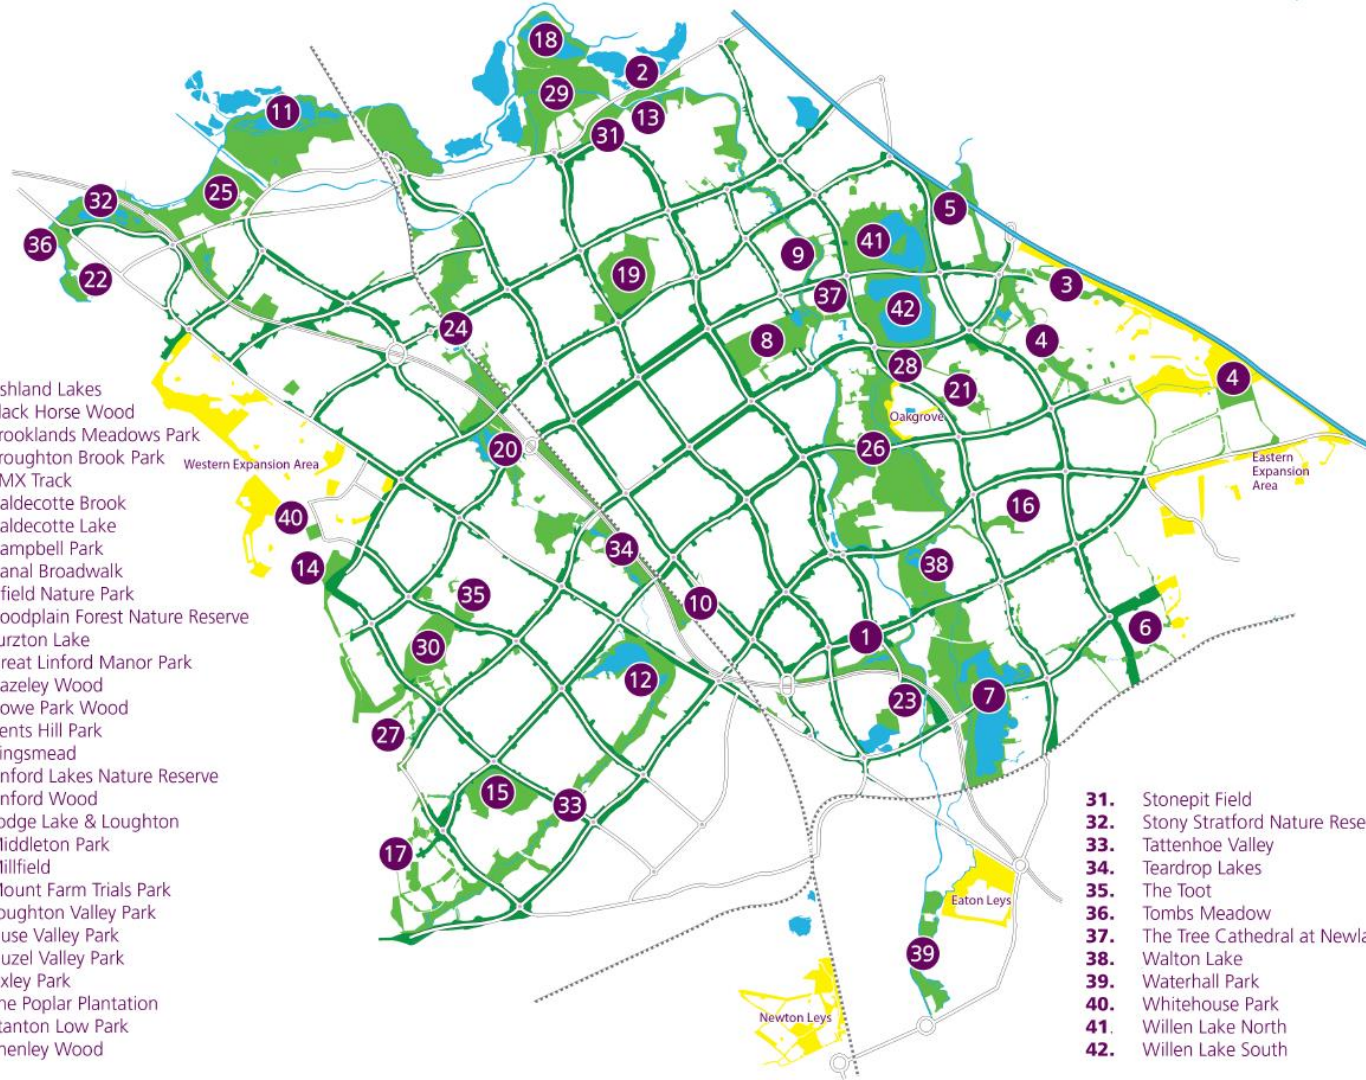 18
2
29
11
13
31
25
32
5
41
36
9
19
22
3
37
42
24
8
4
28
4
21
Oakgrove
26
20
Western Expansion Area
Eastern
Expansion
Area
16
40
34
38
14
35
10
6
1
30
12
23
7
27
15
33
17
Eaton Leys
39
Newton Leys
shland Lakes
lack Horse Wood
rooklands Meadows Park
roughton Brook Park
MX Track
aldecotte Brook
aldecotte Lake
ampbell Park
anal Broadwalk
lfield Nature Park
loodplain Forest Nature Reserve
urzton Lake
reat Linford Manor Park
azeley Wood
owe Park Wood
ents Hill Park
ingsmead
nford Lakes Nature Reserve
nford Wood
odge Lake & Loughton
Middleton Park
Millfield
Mount Farm Trials Park
oughton Valley Park
use Valley Park
uzel Valley Park
xley Park
ne Poplar Plantation
tanton Low Park
henley Wood
31. Stonepit Field
32. Stony Stratford Nature Rese
33. Tattenhoe Valley
34. Teardrop Lakes
35. The Toot
36. Tombs Meadow
37. The Tree Cathedral at Newla
38. Walton Lake
39. Waterhall Park
40. Whitehouse Park
41. Willen Lake North
42. Willen Lake South